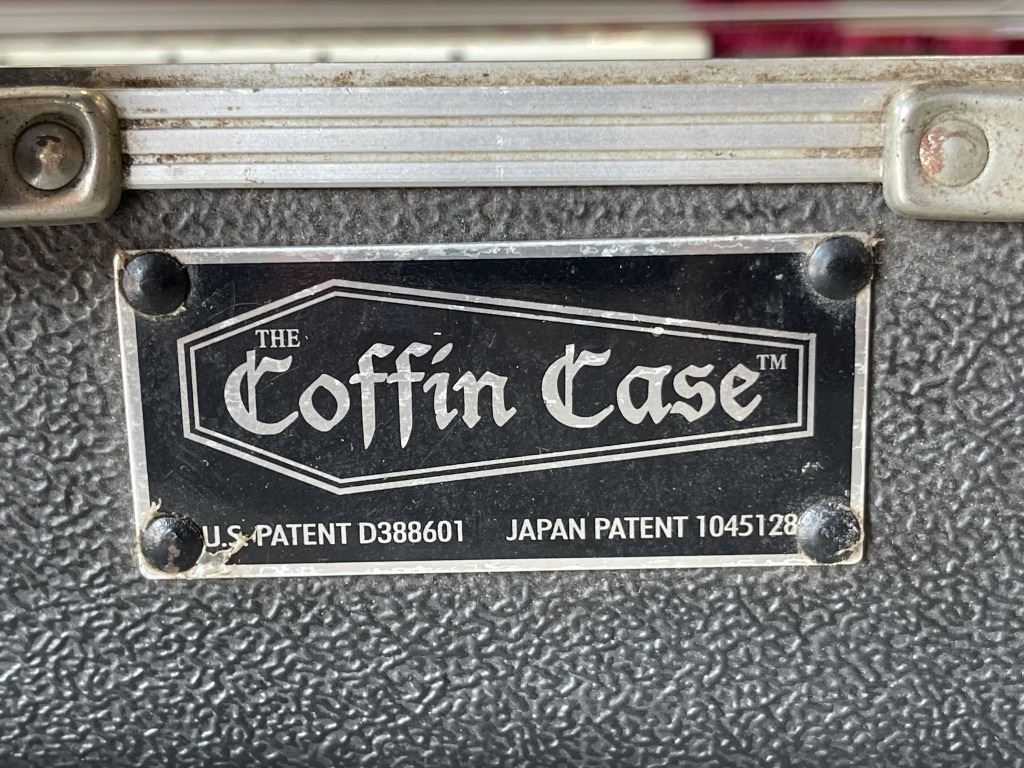 THE
Coffin Case™
U.S. PATENT D388601 JAPAN PATENT 1045128